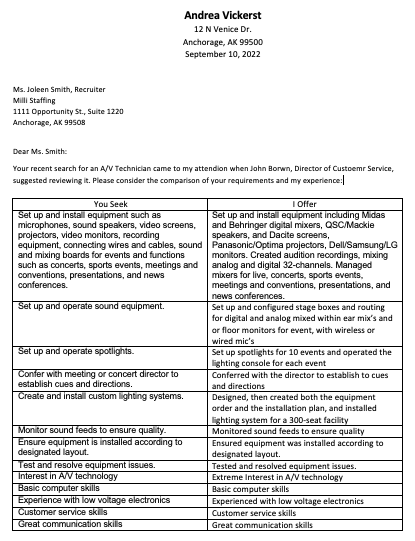 Andrea Vickerst
12 N Venice Dr.
Anchorage, AK 99500
September 10, 2022
Ms. Joleen Smith, Recruiter
Milli Staffing
1111 Opportunity St., Suite 1220
Anchorage, AK 99508
Dear Ms. Smith:
Your recent search for an A/V Technician came to my attendion when John Borwn, Director of Custoemr Service,
suggested reviewing it. Please consider the comparison of your requirements and my experience:
You Seek
I Offer
Set up and install equipment such as
microphones, sound speakers, video screens,
projectors, video monitors, recording
equipment, connecting wires and cables, sound
and mixing boards for events and functions
such as concerts, sports events, meetings and
conventions, presentations, and news
conferences.
Set up and install equipment including Midas
and Behringer digital mixers, QSC/Mackie
speakers, and Dacite screens,
Panasonic/Optima projectors, Dell/Samsung/LG
monitors. Created audition recordings, mixing
analog and digital 32-channels. Managed
mixers for live, concerts, sports events,
meetings and conventions, presentations, and
news conferences.
Set up and operate sound equipment.
Set up and configured stage boxes and routing
for digital and analog mixed within ear mix's and
or floor monitors for event, with wireless or
wired mic's
Set up and operate spotlights.
Set up spotlights for 10 events and operated the
lighting console for each event
Confer with meeting or concert director to
establish cues and directions.
Conferred with the director to establish to cues
and directions
Create and install custom lighting systems.
Designed, then created both the equipment
order and the installation plan, and installed
lighting system for a 300-seat facility
Monitor sound feeds to ensure quality.
Monitored sound feeds to ensure quality
Ensure equipment is installed according to
designated layout.
Ensured equipment was installed according to
designated layout.
Test and resolve equipment issues.
Tested and resolved equipment issues.
Interest in A/V technology
Extreme Interest in A/V technology
Basic computer skills
Basic computer skills
Experience with low voltage electronics
Experienced with low voltage electronics
Customer service skills
Customer service skills
Great communication skills
Great communication skills